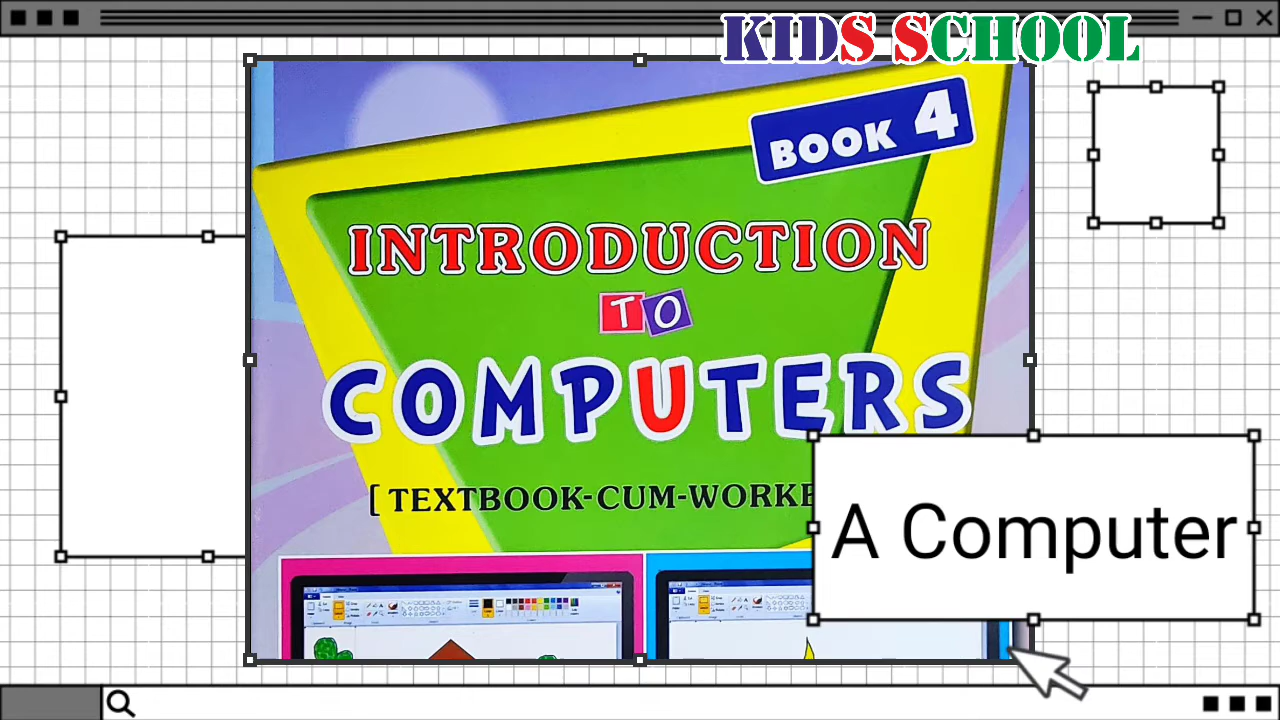 KIDS SCHOOL
BOOK 4
INTRODUCTION
TO
COMPUTERS
[ TEXTBOOK-CUM-WORKB
A Computer